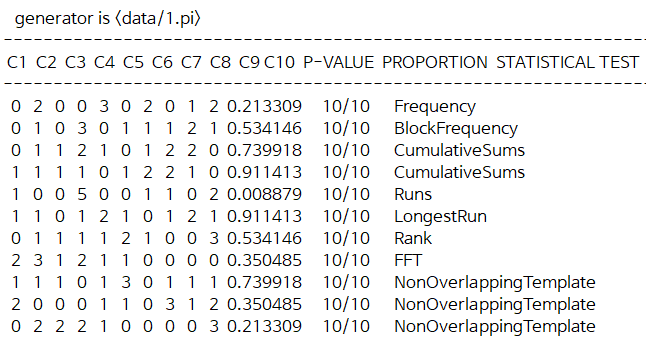 generator is ⟨data/1.pi⟩
--------------------------------------------------------------
C1 C2 C3 C4 C5 C6 C7 C8 C9 C10 P-VALUE PROPORTION STATISTICAL TEST
--------------------------------------------------------------
0 2 0 0 3 0 2 0 1 2 0.213309 10/10 Frequency
0 1 0 3 0 1 1 1 2 1 0.534146 10/10 BlockFrequency
0 1 1 2 1 0 1 2 2 0 0.739918 10/10 CumulativeSums
1 1 1 1 0 1 2 2 1 0 0.911413 10/10 CumulativeSums
1 0 0 5 0 0 1 1 0 2 0.008879 10/10 Runs
1 1 0 1 2 1 0 1 2 1 0.911413 10/10 LongestRun
0 1 1 1 1 2 1 0 0 3 0.534146 10/10 Rank
2 3 1 2 1 1 0 0 0 0 0.350485 10/10 FFT
1 1 1 0 1 3 0 1 1 1 0.739918 10/10 NonOverlappingTemplate
2 0 0 0 1 1 0 3 1 2 0.350485 10/10 NonOverlappingTemplate
0 2 2 2 1 0 0 0 0 3 0.213309 10/10 NonOverlappingTemplate